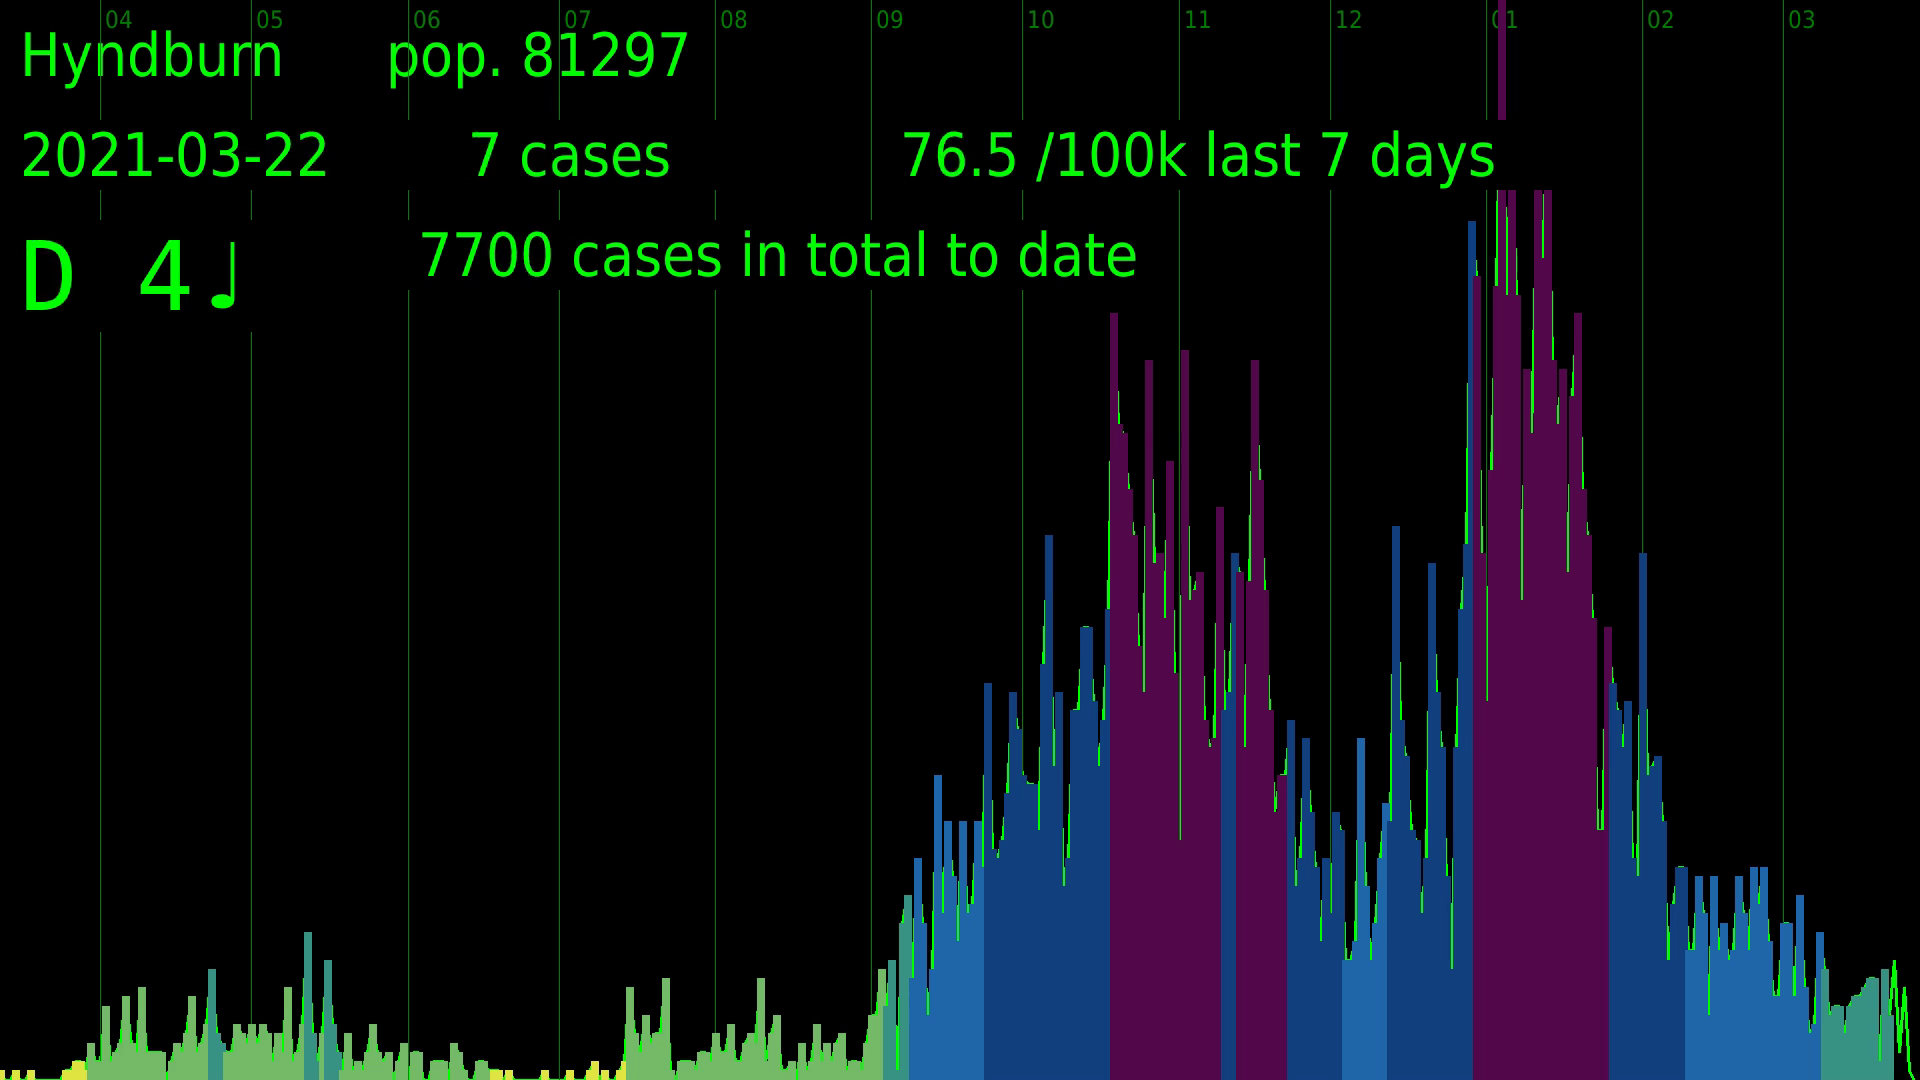 04 05 06 07 08 09 10 11 12 01 02 03
Hyndburn pop. 81297
2021-03-22 7 cases 76.5 /100k last 7 days
D 4♩ 7700 cases in total to date